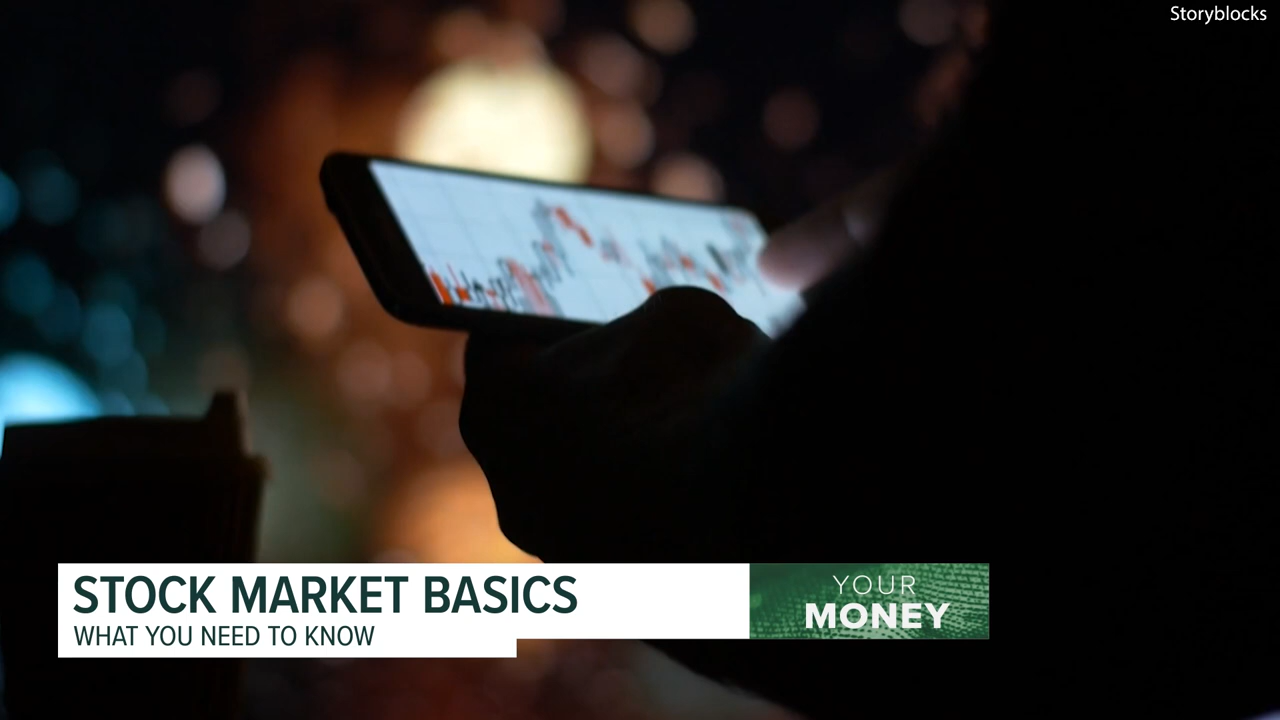 Storyblocks
STOCK MARKET BASICS
WHAT YOU NEED TO KNOW
YOUR
MONEY